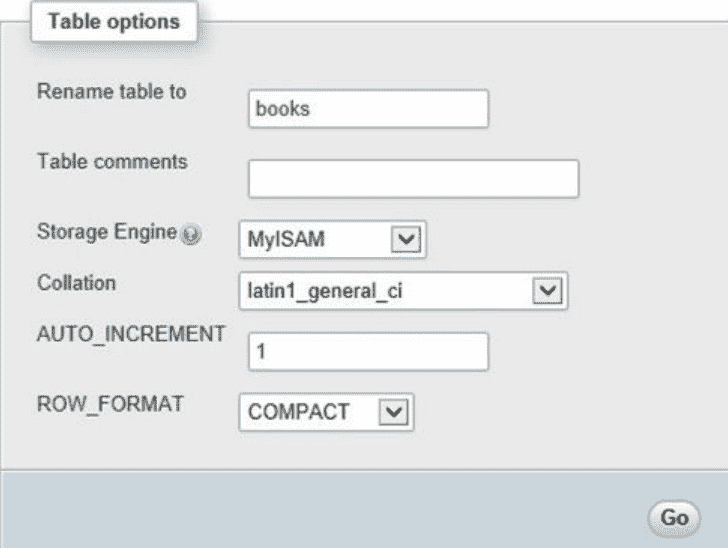 Table options
Rename table to
books
Table comments
Storage Engine
MyISAM
Collation
latin1_general_ci
AUTO_INCREMENT
1
ROW_FORMAT
COMPACT
Go